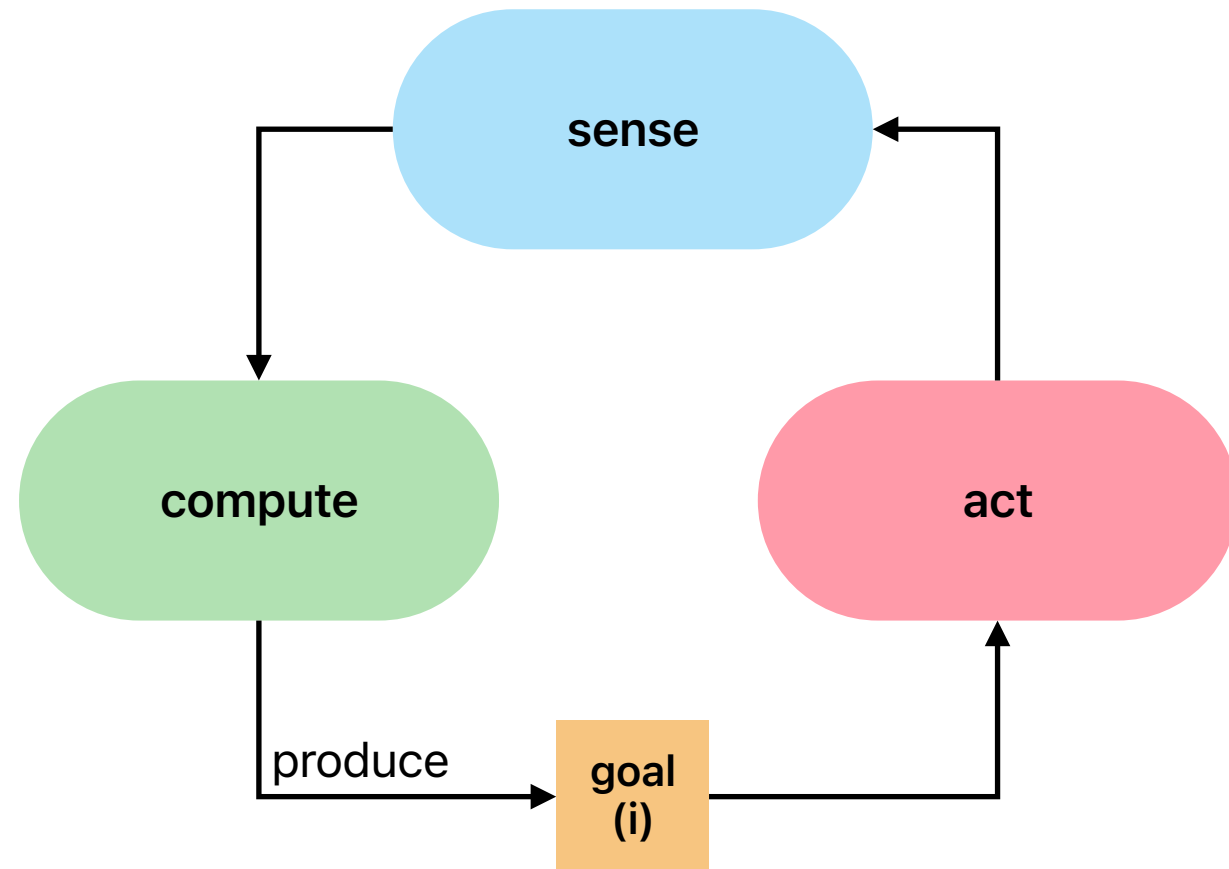 sense
compute
act
produce
goal
(i)